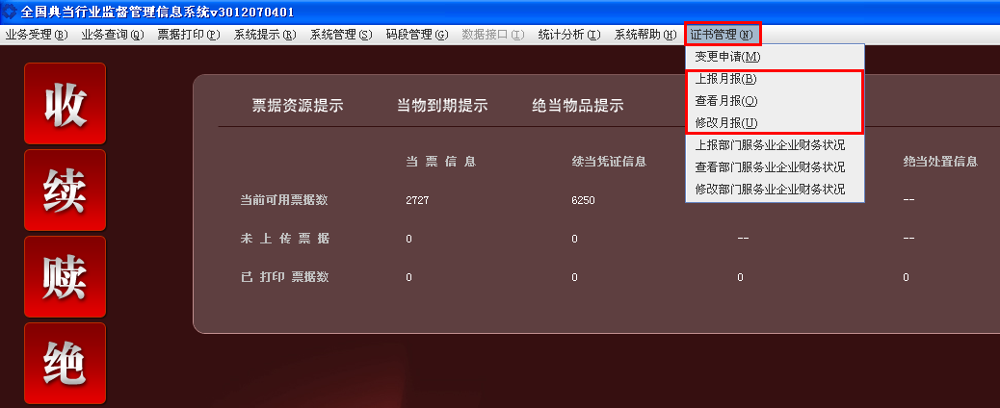 全国典当行业监督管理信息系统v3012070401
业务受理(P) 业务查询(Q) 票据打印(P) 系统提示(R) 系统管理(S) 码段管理(G) 数据接口(I) 统计分析(T) 系统帮助(H) 证书管理(N)
变更申请(M)
上报月报(P)
查看月报(Q)
修改月报(U)
上报部门服务业企业财务状况
查看部门服务业企业财务状况
修改部门服务业企业财务状况
收
续
赎
绝
票据资源提示 当物到期提示 绝当物品提示
当 票 信 息 续当凭证信息 绝当处置信息
当前可用票据数 2727 6250 --
未 上 传 票 据 0 0 -- --
已 打印 票据数 0 0 0 0